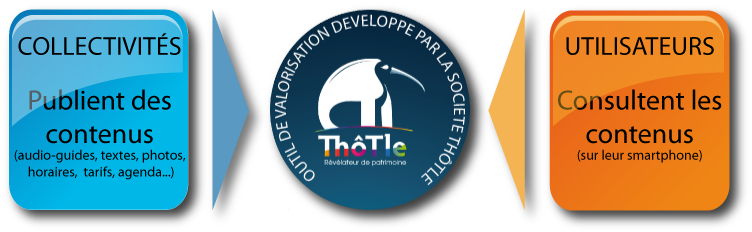 COLLECTIVITÉS
Publient des
contenus
(audio-guides, textes, photos,
horaires, tarifs, agenda...)
OUTIL DE VALORISATION DEVELOPPE PAR LA SOCIETE THÔTLE
ThôTle
Révélateur de patrimoine
UTILISATEURS
Consultent les
contenus
(sur leur smartphone)